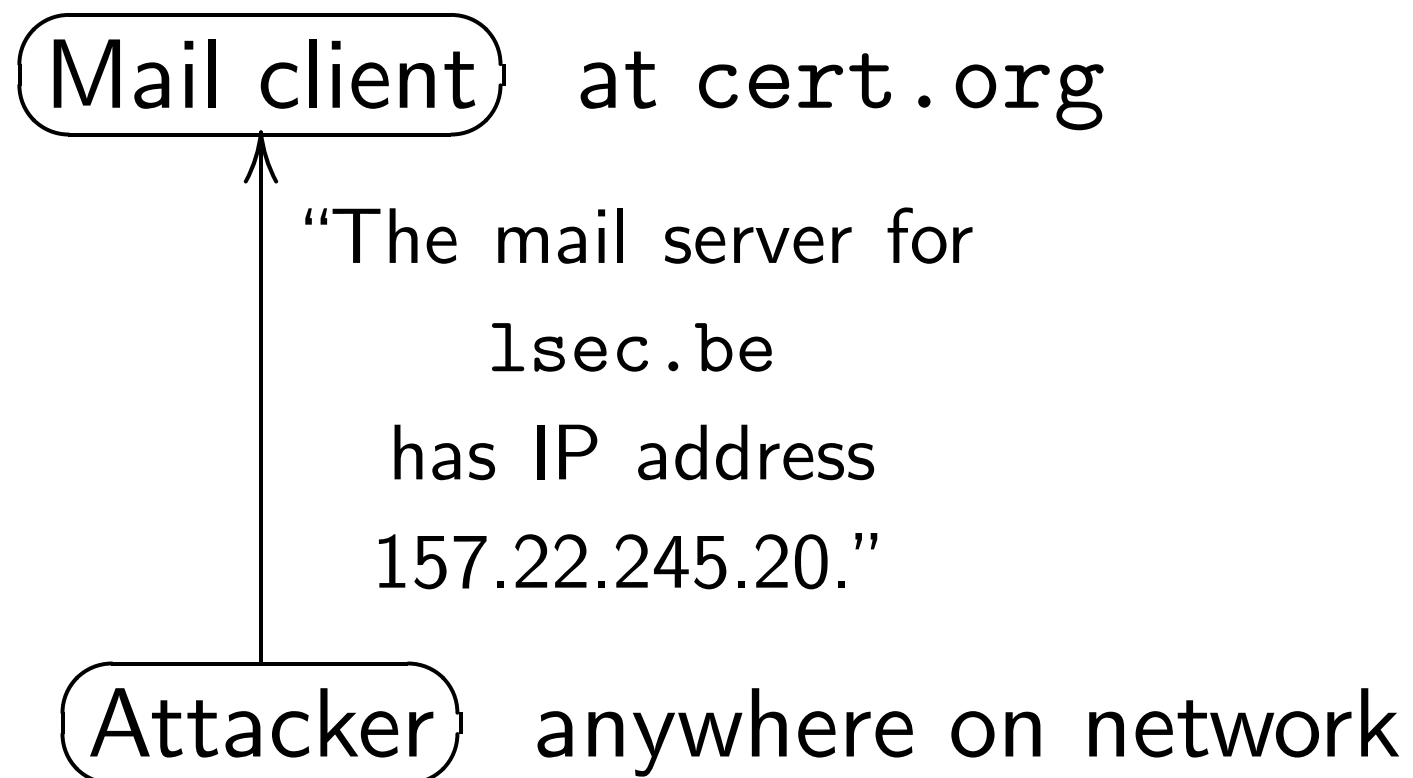 Mail client at cert.org
“The mail server for
lsec.be
has IP address
157.22.245.20.”
Attacker anywhere on network